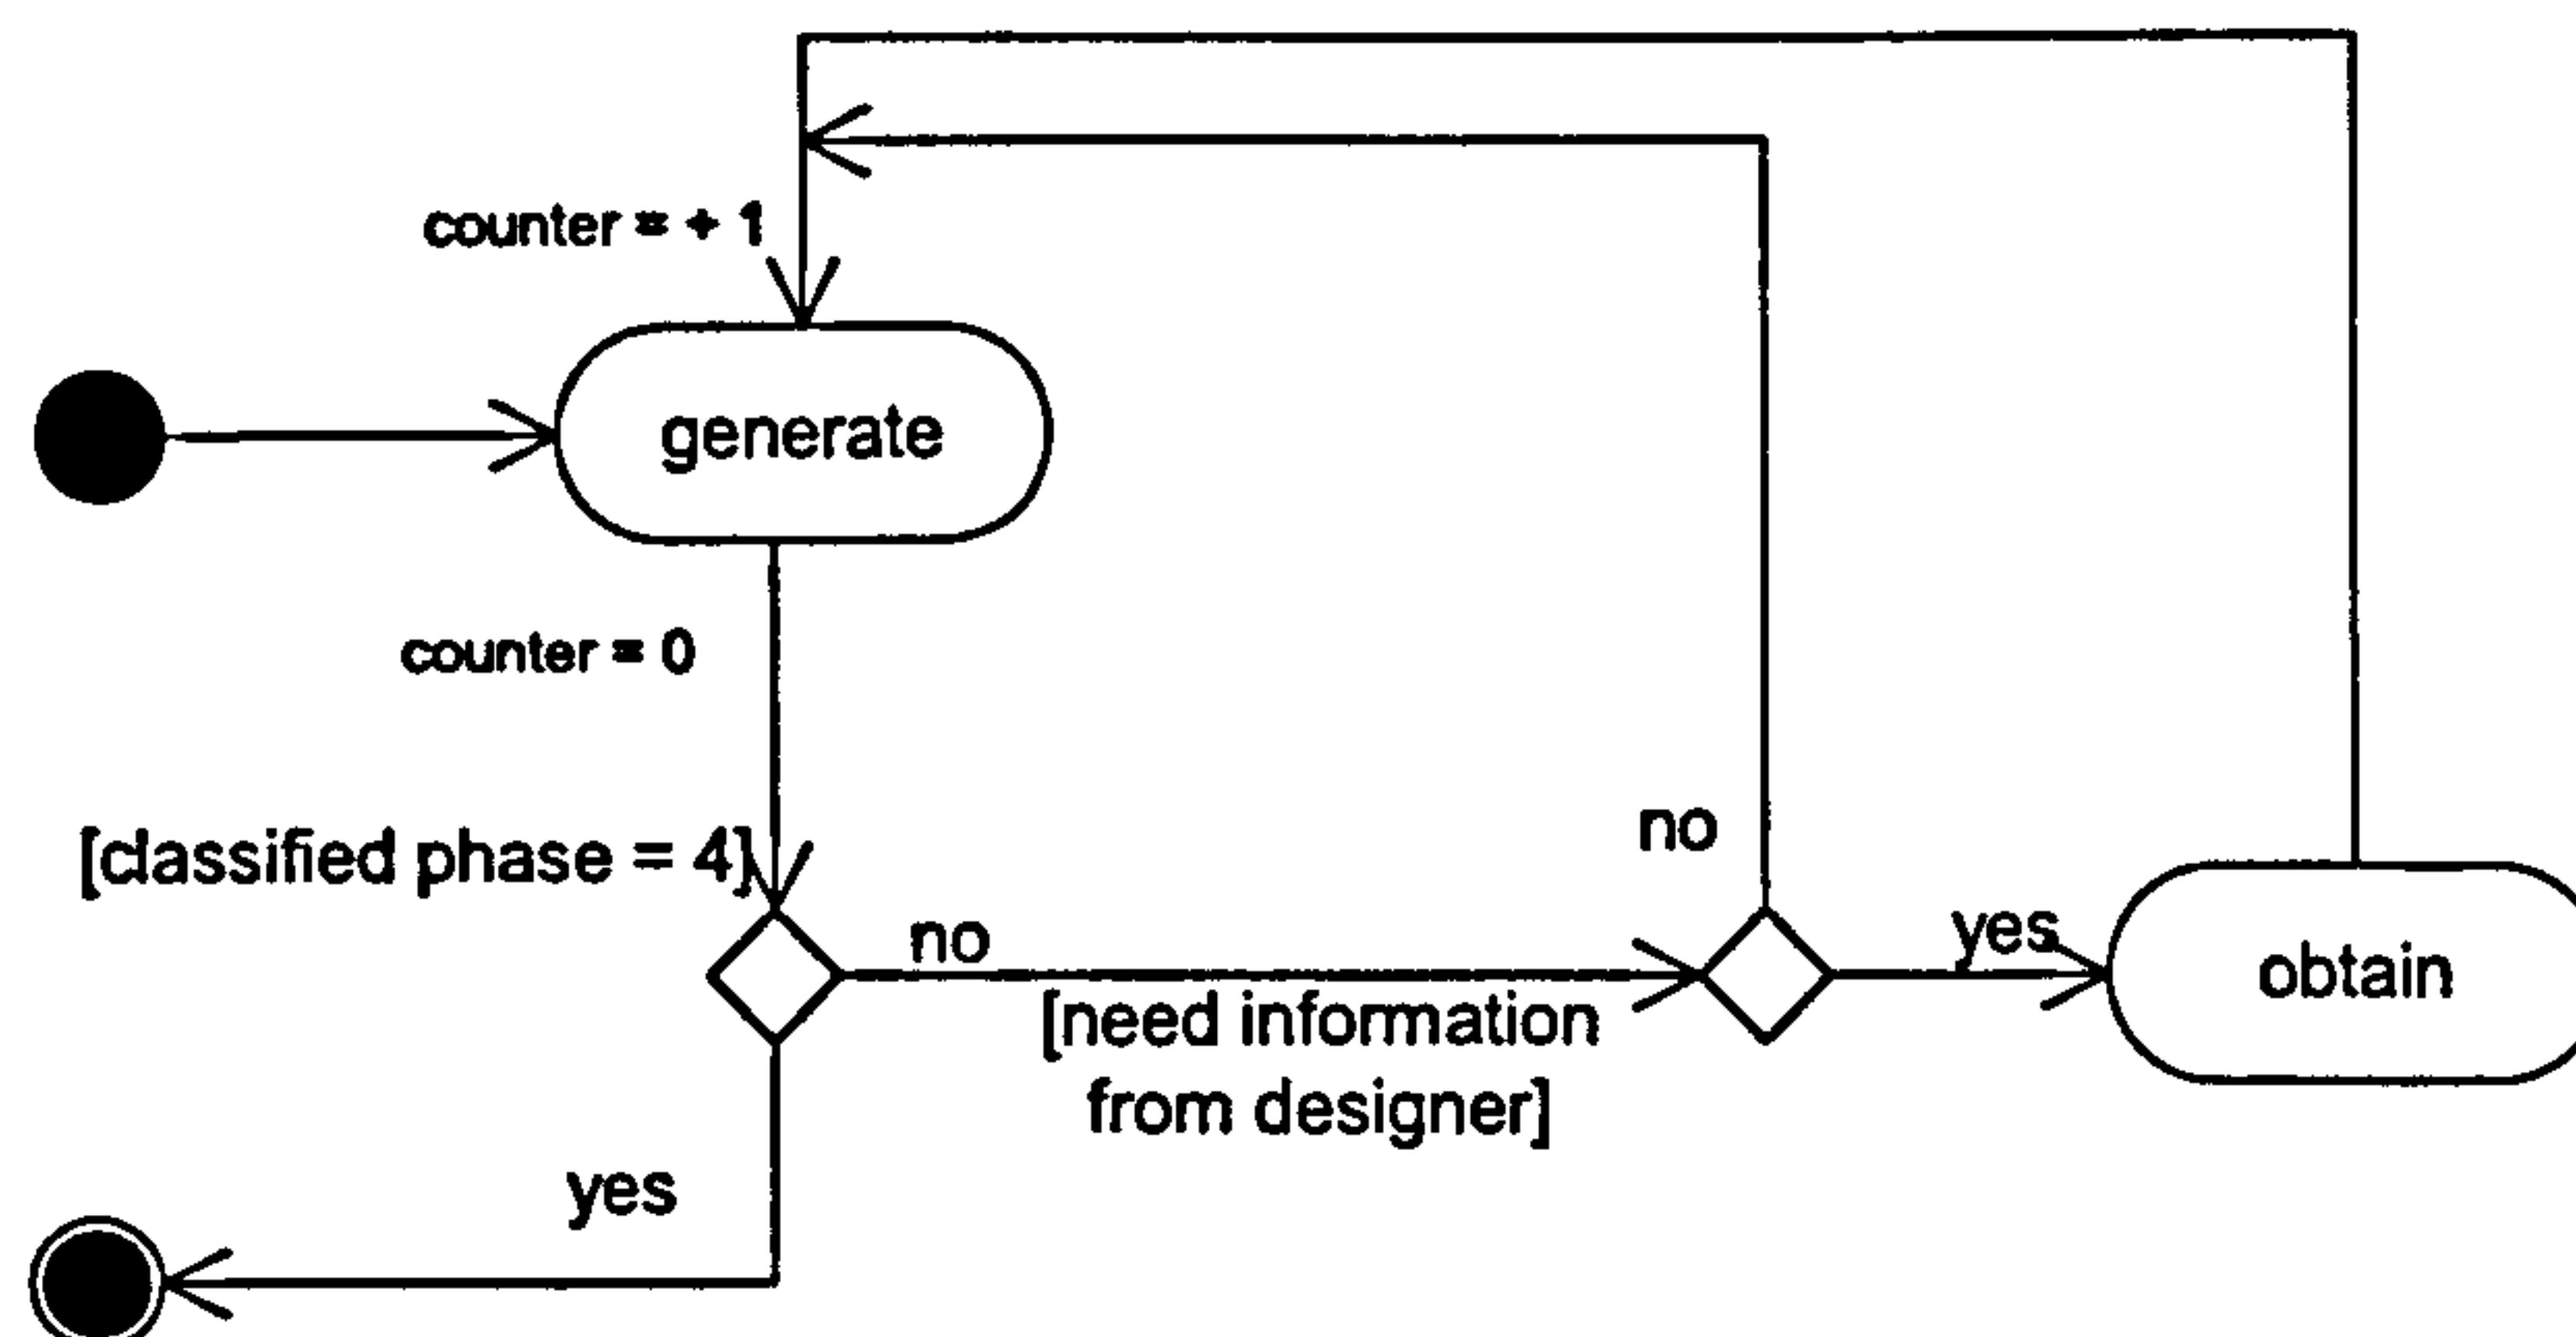 counter = + 1
generate
counter = 0
[classified phase = 4]
no
no
yes
obtain
[need information
from designer]
yes